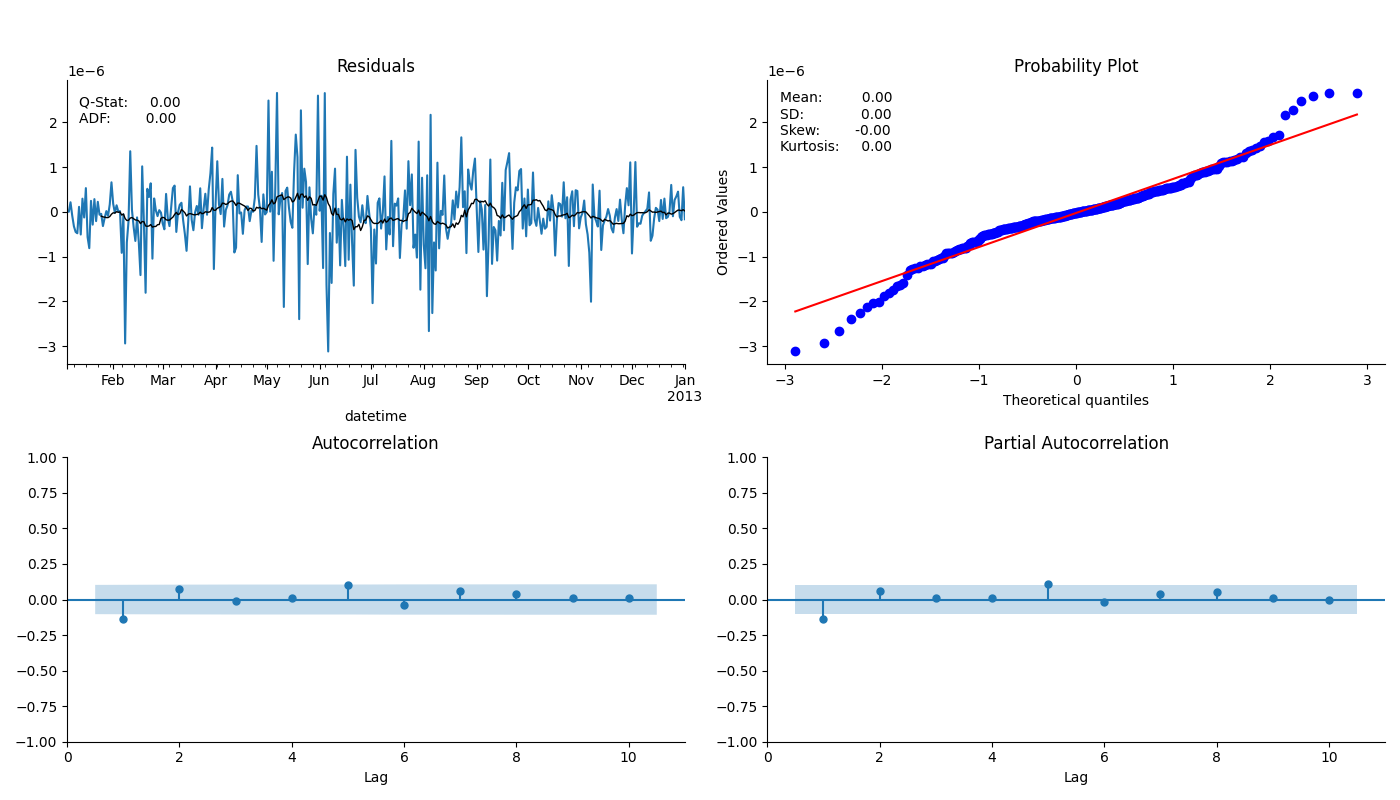 Residuals
1e−6
Q-Stat: 0.00
ADF: 0.00
2
1
0
−1
−2
−3
Feb Mar Apr May Jun Jul Aug Sep Oct Nov Dec Jan
2013
datetime
Probability Plot
1e−6
Mean: 0.00
SD: 0.00
Skew: -0.00
Kurtosis: 0.00
Ordered Values
2
1
0
−1
−2
−3
−3 −2 −1 0 1 2 3
Theoretical quantiles
Autocorrelation
1.00
0.75
0.50
0.25
0.00
−0.25
−0.50
−0.75
−1.00
0 2 4 6 8 10
Lag
Partial Autocorrelation
1.00
0.75
0.50
0.25
0.00
−0.25
−0.50
−0.75
−1.00
0 2 4 6 8 10
Lag